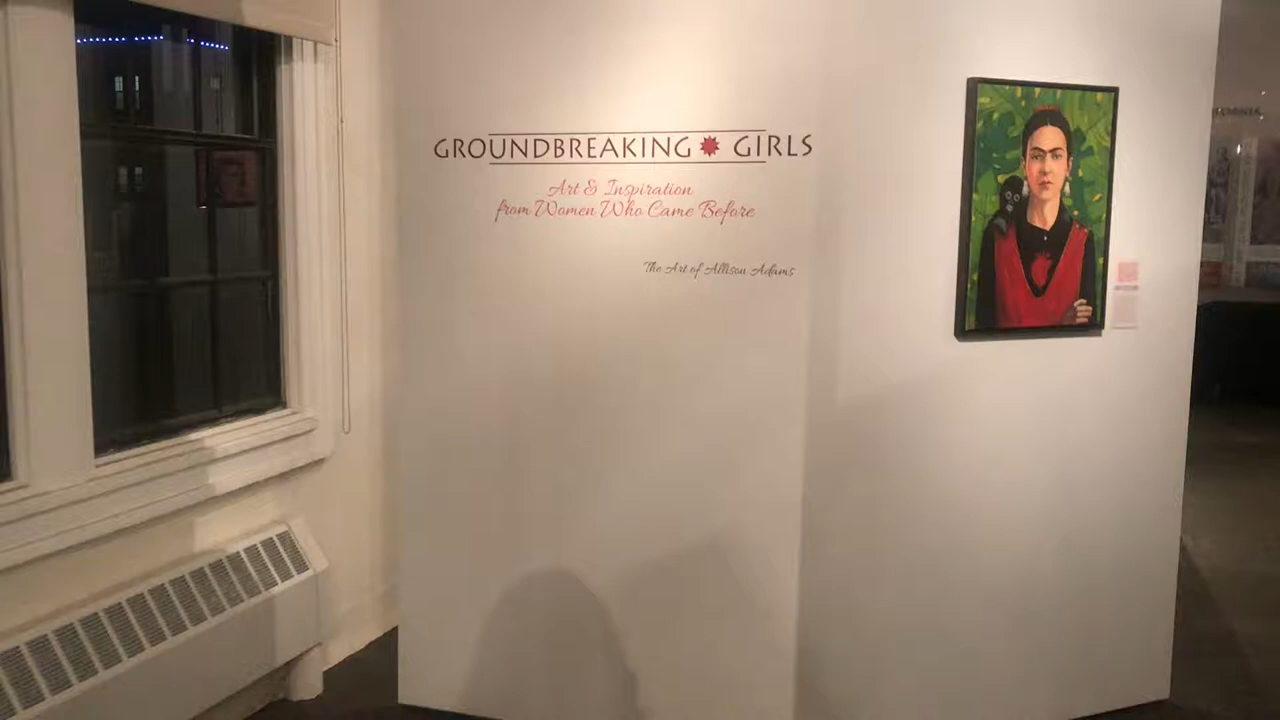 GROUNDBREAKING GIRLS
Art & Inspiration
from Women Who Came Before
The Art of Allison Adams